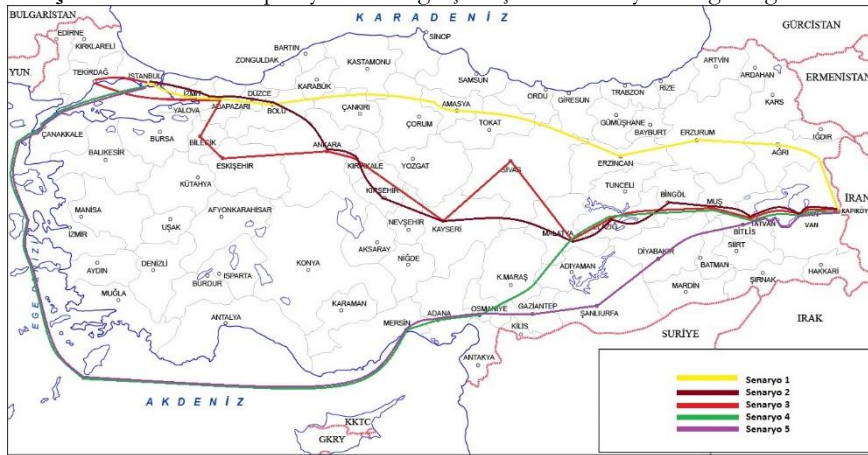 KARADENİZ
BULGARİSTAN
GÜRCİSTAN
EDİRNE
KIRKLARELİ
SİNOP
BARTIN
ZONGULDAK
KASTAMONU
ARTVİN
YUN.
TEKİRDAĞ
İSTANBUL
KARABÜK
SAMSUN
ORDU
GİRESUN
TRABZON
RİZE
ARDAHAN
ERMENİSTAN
KARS
İZMİT
DÜZCE
YALOVA
ADAPAZARI
BOLU
ÇANKIRI
AMASYA
GÜMÜŞHANE
BAYBURT
ÇORUM
TOKAT
ERZURUM
IĞDIR
ÇANAKKALE
BURSA
BİLECİK
ANKARA
AĞRI
BALIKESİR
ESKİŞEHİR
KIRIKKALE
YOZGAT
SİVAS
ERZİNCAN
İRAN
KÜTAHYA
KIRŞEHİR
TUNCELİ
BİNGÖL
MUŞ
MANİSA
AFYONKARAHİSAR
NEVŞEHİR
KAYSERİ
KAPIKÖY
UŞAK
İZMİR
MALATYA
TATVAN
VAN
BİTLİS
AKSARAY
DİYABAKIR
SİİRT
EGE DENİZİ
AYDIN
DENİZLİ
KONYA
NİĞDE
ADIYAMAN
BATMAN
HAKKARİ
ISPARTA
BURDUR
K.MARAŞ
ŞIRNAK
MARDİN
MUĞLA
KARAMAN
ADANA
OSMANİYE
GAZİANTEP
ŞANLIURFA
ANTALYA
MERSİN
KİLİS
SURİYE
IRAK
ANTAKYA
AKDENİZ
KKTC
GKRY
Senaryo 1
Senaryo 2
Senaryo 3
Senaryo 4
Senaryo 5